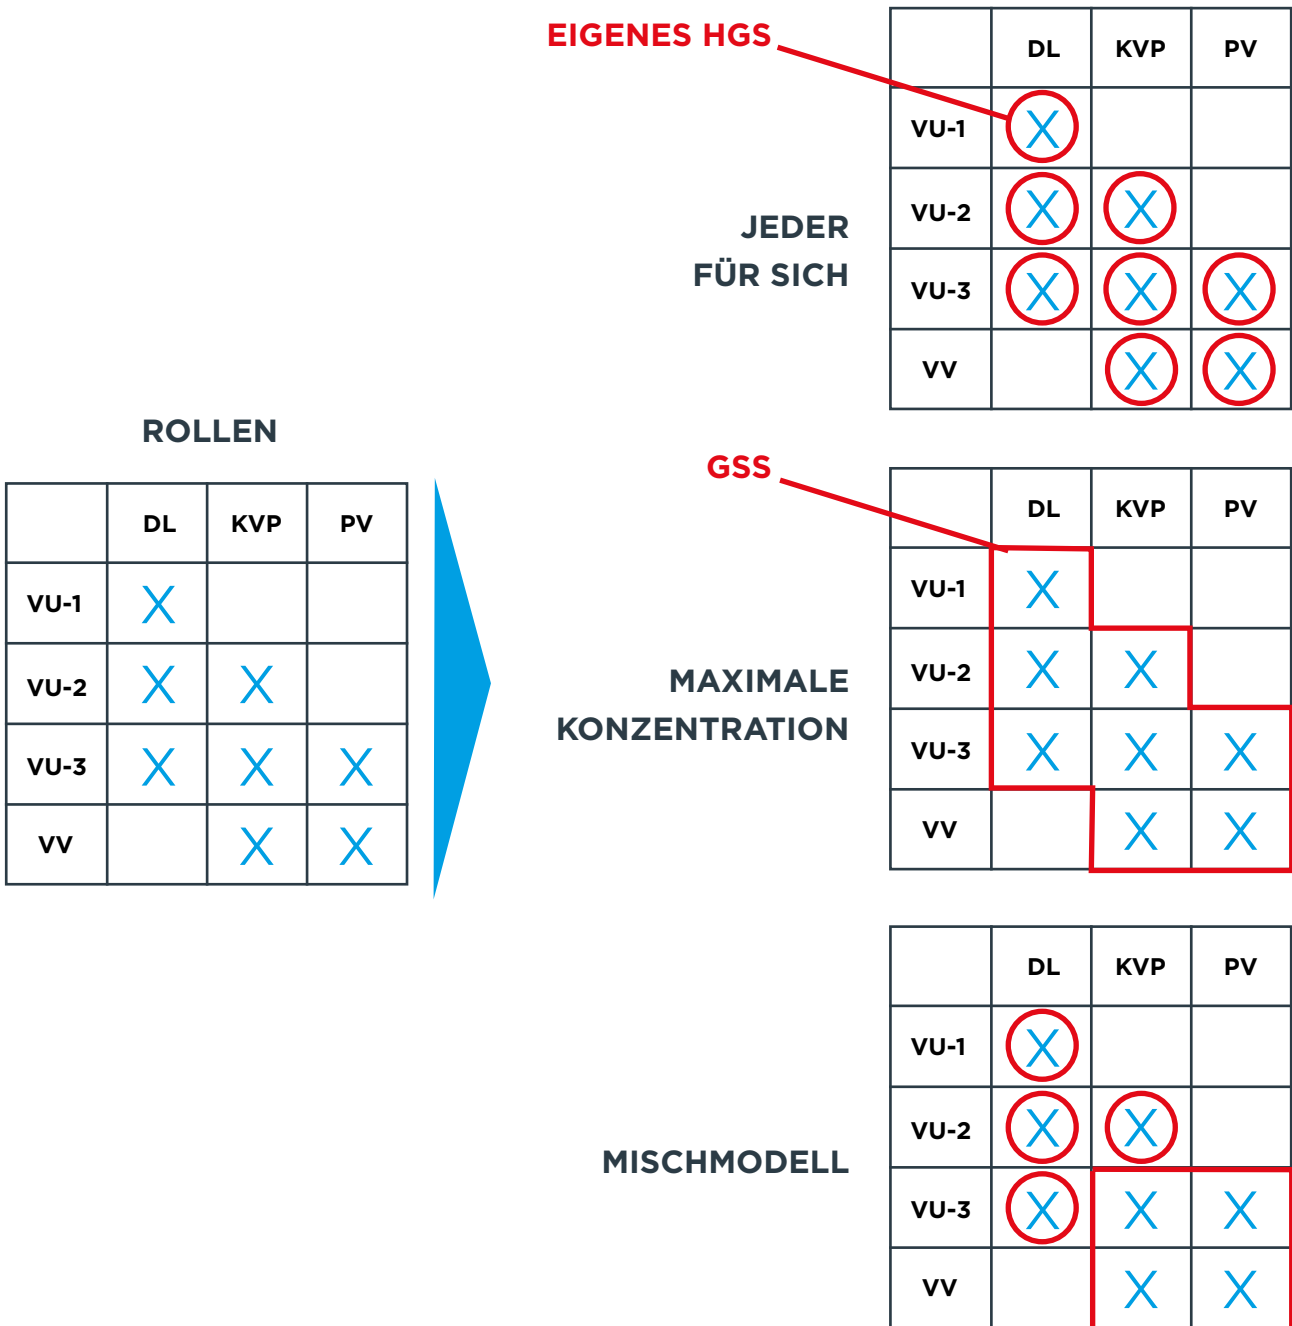 EIGENES HGS
DL KVP PV
VU-1 X
VU-2 X X
VU-3 X X X
VV X X
JEDER
FÜR SICH
ROLLEN
DL KVP PV
VU-1 X
VU-2 X X
VU-3 X X X
VV X X
GSS
DL KVP PV
VU-1 X
VU-2 X X
VU-3 X X X
VV X X
MAXIMALE
KONZENTRATION
DL KVP PV
VU-1 X
VU-2 X X
VU-3 X X X
VV X X
MISCHMODELL